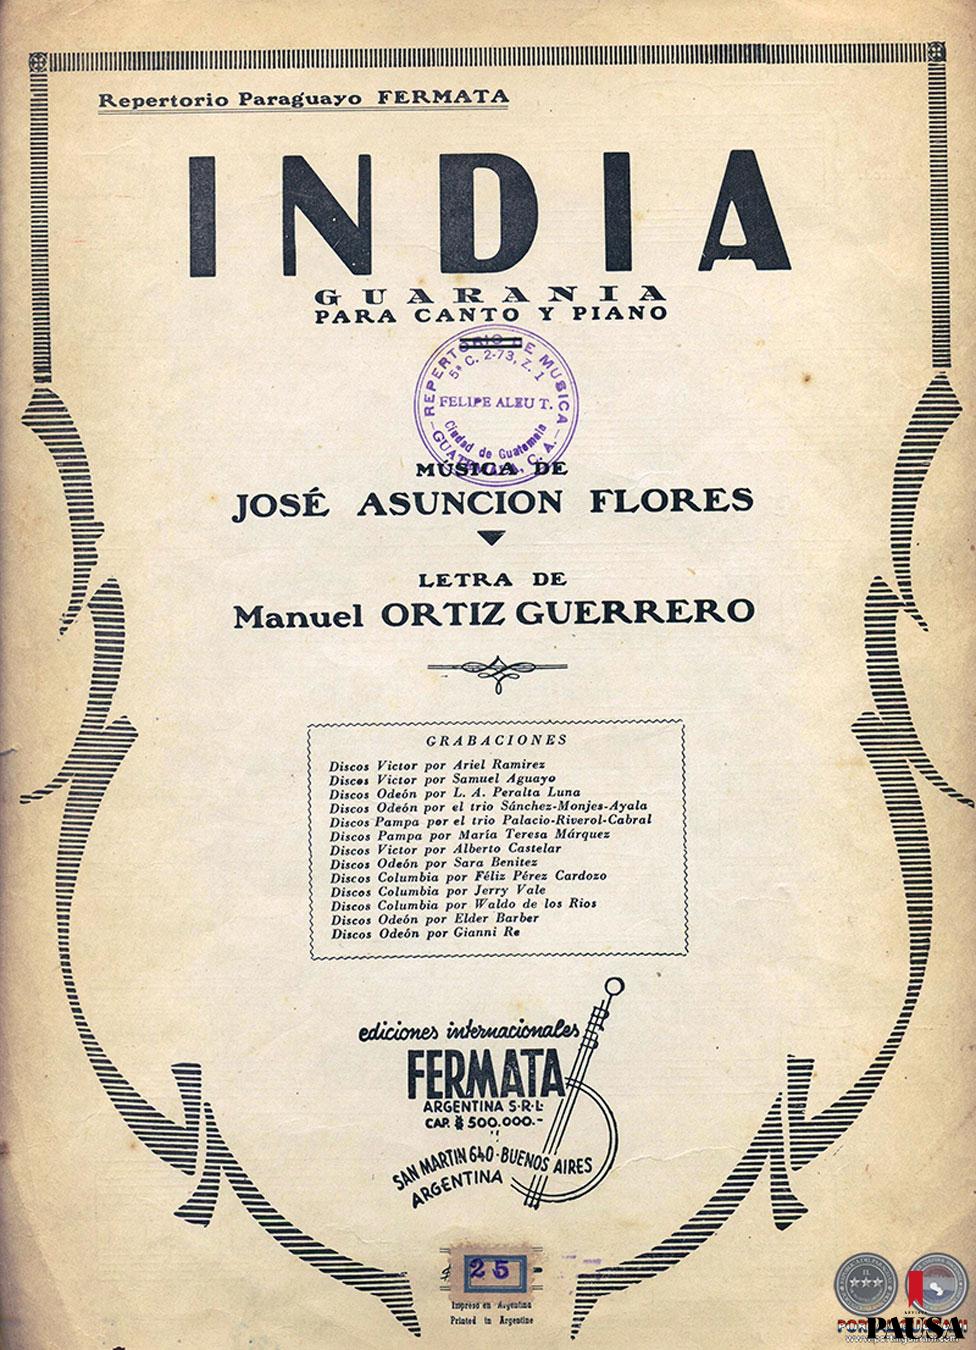 Repertorio Paraguayo FERMATA
INDIA
GUARANIA
PARA CANTO Y PIANO
REPERTORIO DE MUSICA
5ª C. 2-73, Z. 1
FELIPE ALEU T.
Ciudad de Guatemala
GUATEMALA, C. A.
MÚSICA DE
JOSÉ ASUNCION FLORES
LETRA DE
Manuel ORTIZ GUERRERO
GRABACIONES
Discos Victor por Ariel Ramirez
Discos Victor por Samuel Aguayo
Discos Odeón por L. A. Peralta Luna
Discos Odeón por el trio Sánchez-Monjes-Ayala
Discos Pampa por el trio Palacio-Riverol-Cabral
Discos Pampa por María Teresa Márquez
Discos Victor por Alberto Castelar
Discos Odeón por Sara Benitez
Discos Columbia por Féliz Pérez Cardozo
Discos Columbia por Jerry Vale
Discos Columbia por Waldo de los Rios
Discos Odeón por Elder Barber
Discos Odeón por Gianni Re
ediciones internacionales
FERMATA
ARGENTINA S.R.L.
CAP. $ 500.000.-
SAN MARTIN 640-BUENOS AIRES
ARGENTINA
25
Impreso en Argentina
Printed in Argentine
PAUSA